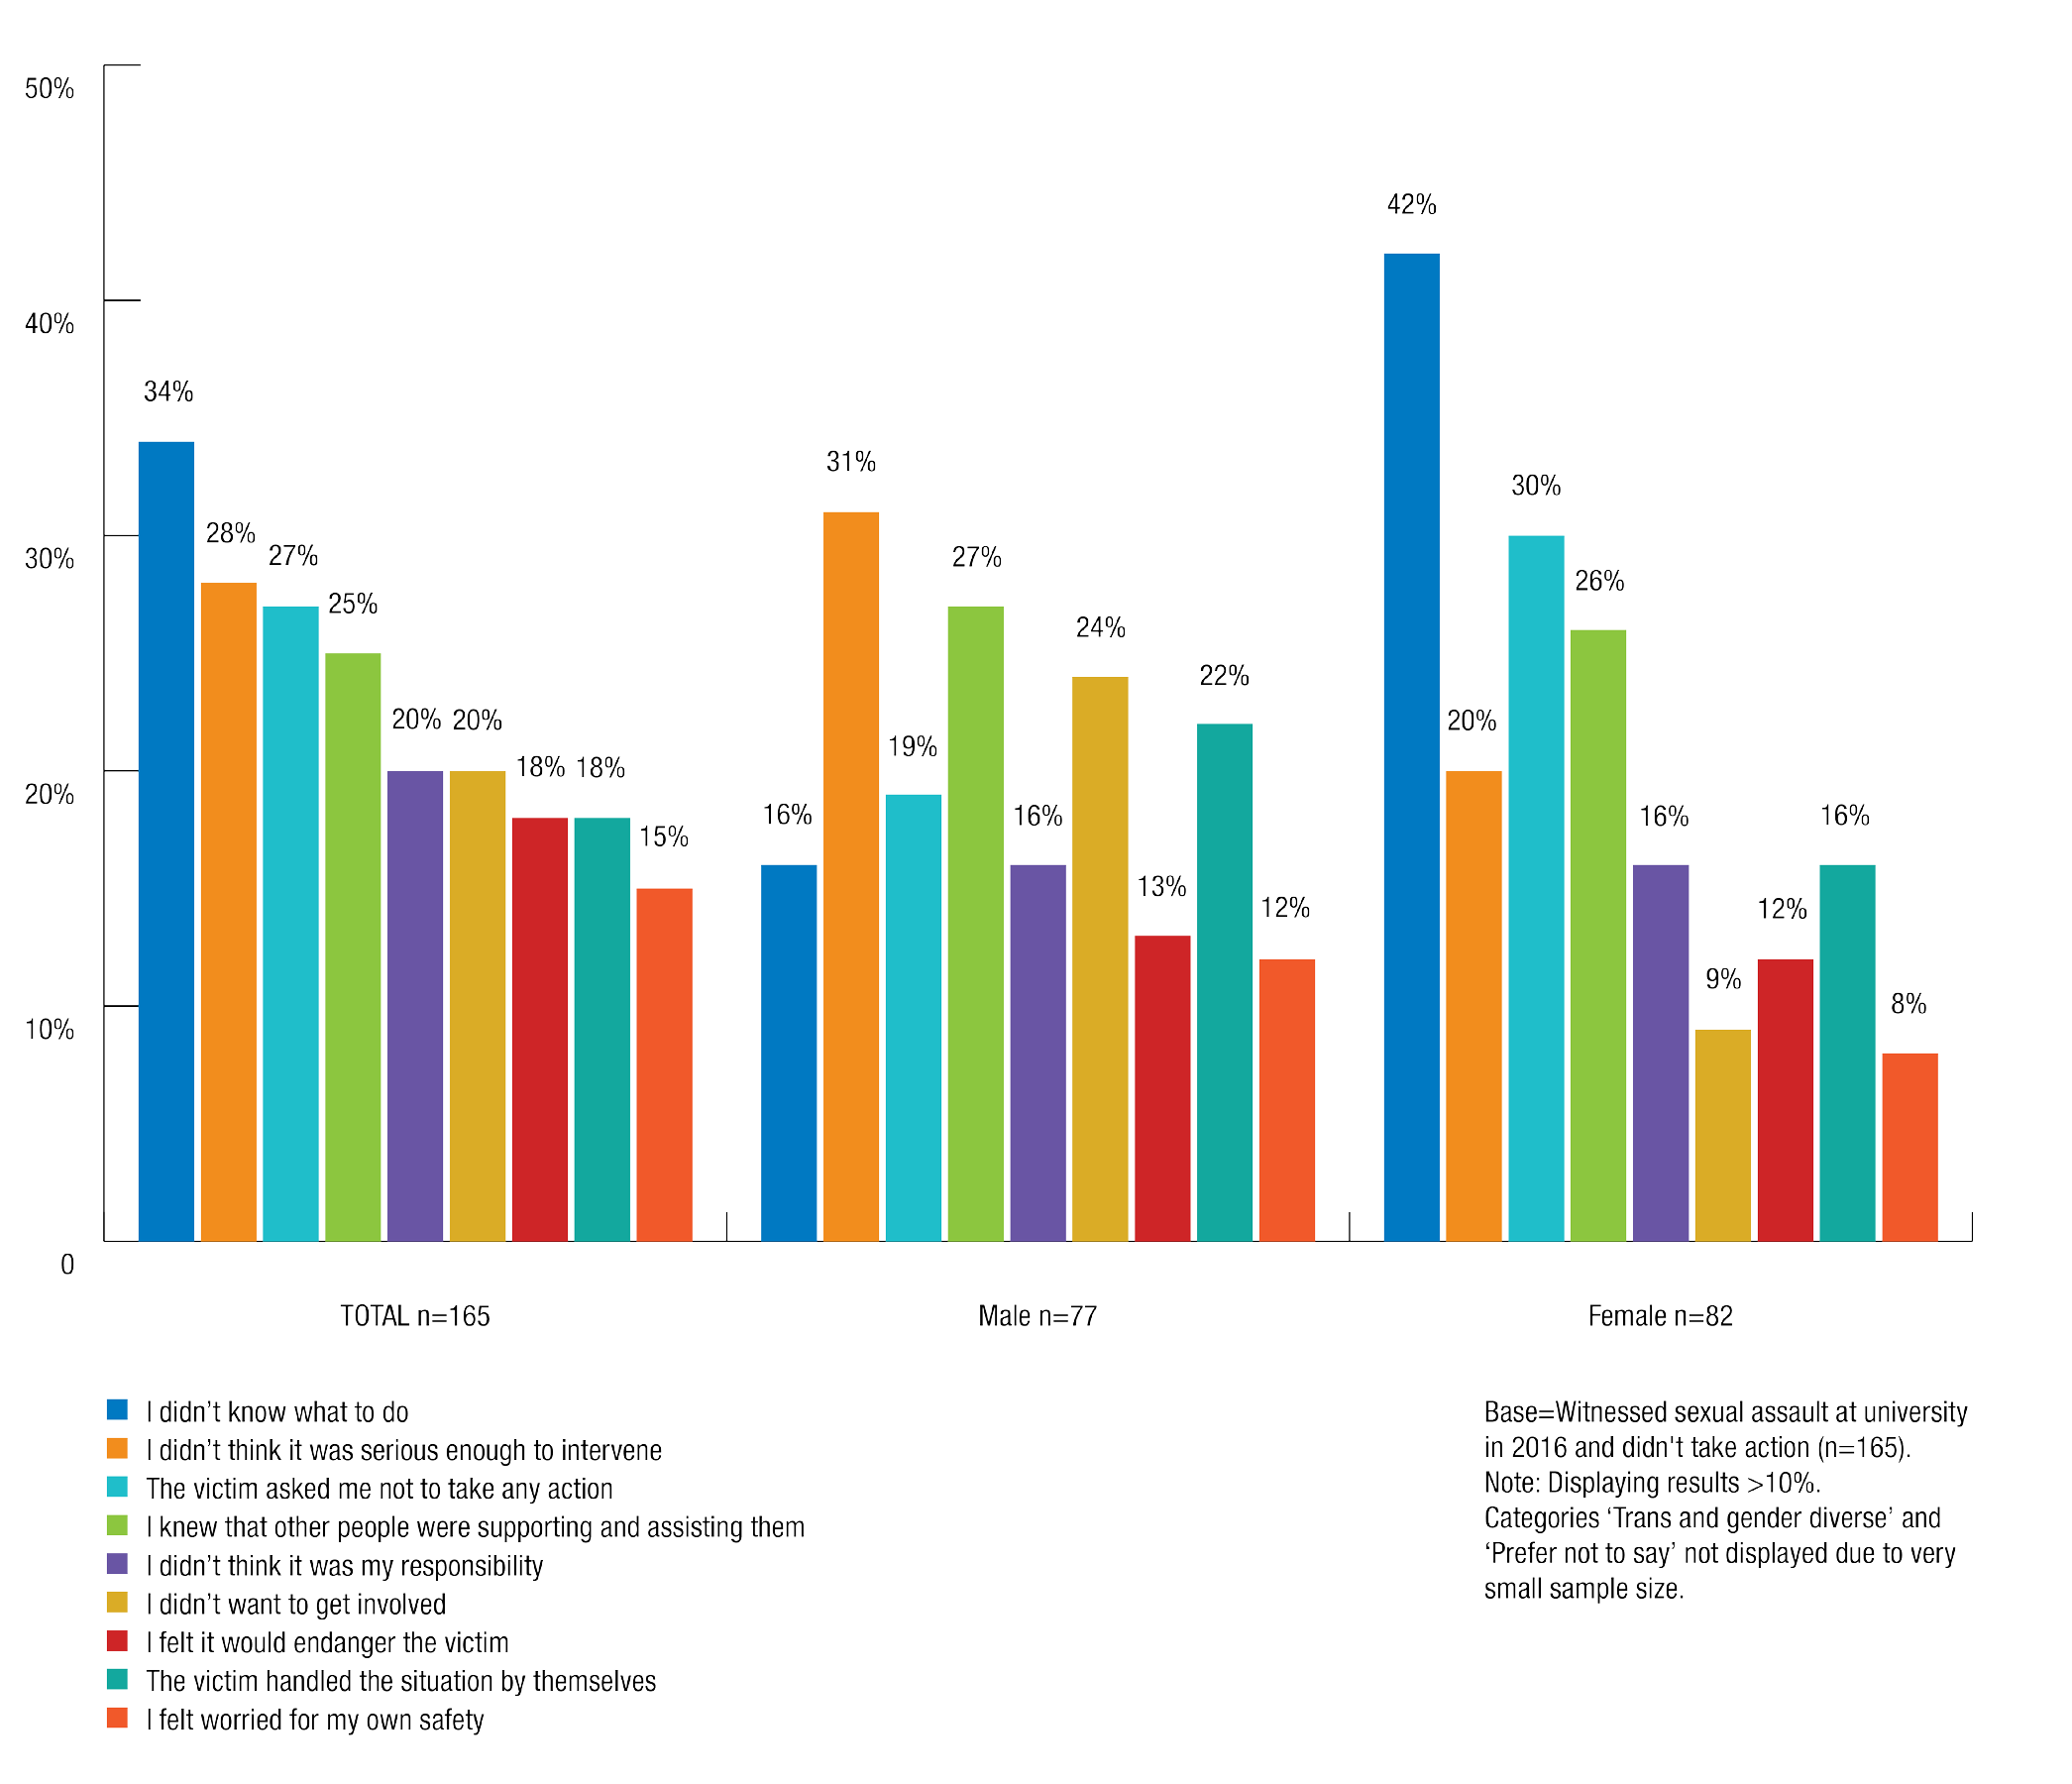 50%
40%
30%
20%
10%
0
34%
28%
27%
25%
20%
20%
18%
18%
15%
16%
31%
19%
27%
16%
24%
13%
22%
12%
42%
20%
30%
26%
16%
9%
12%
16%
8%
TOTAL n=165
Male n=77
Female n=82
I didn’t know what to do
I didn’t think it was serious enough to intervene
The victim asked me not to take any action
I knew that other people were supporting and assisting them
I didn’t think it was my responsibility
I didn’t want to get involved
I felt it would endanger the victim
The victim handled the situation by themselves
I felt worried for my own safety
Base=Witnessed sexual assault at university
in 2016 and didn't take action (n=165).
Note: Displaying results >10%.
Categories ‘Trans and gender diverse’ and
‘Prefer not to say’ not displayed due to very
small sample size.